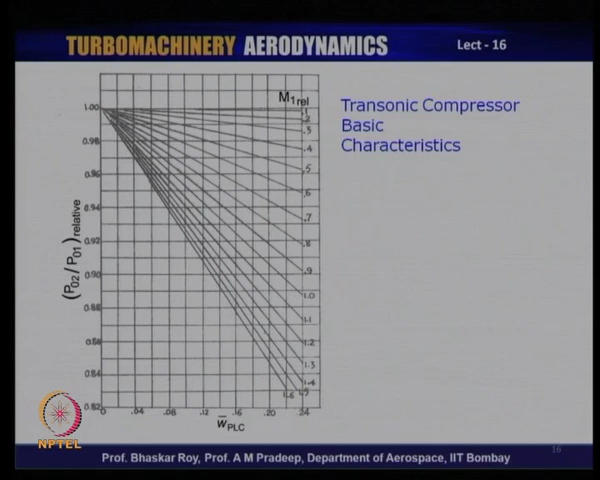 TURBOMACHINERY AERODYNAMICS
Lect - 16
M1rel
Transonic Compressor
Basic
Characteristics
1.00
0.98
0.96
0.94
0.92
0.90
0.88
0.86
0.84
0.82
(P02/P01)relative
.1
.2
.3
.4
.5
.6
.7
.8
.9
1.0
1.1
1.2
1.3
1.4
1.6
0 .04 .08 .12 .16 .20 .24
w̅PLC
NPTEL
16
Prof. Bhaskar Roy, Prof. A M Pradeep, Department of Aerospace, IIT Bombay